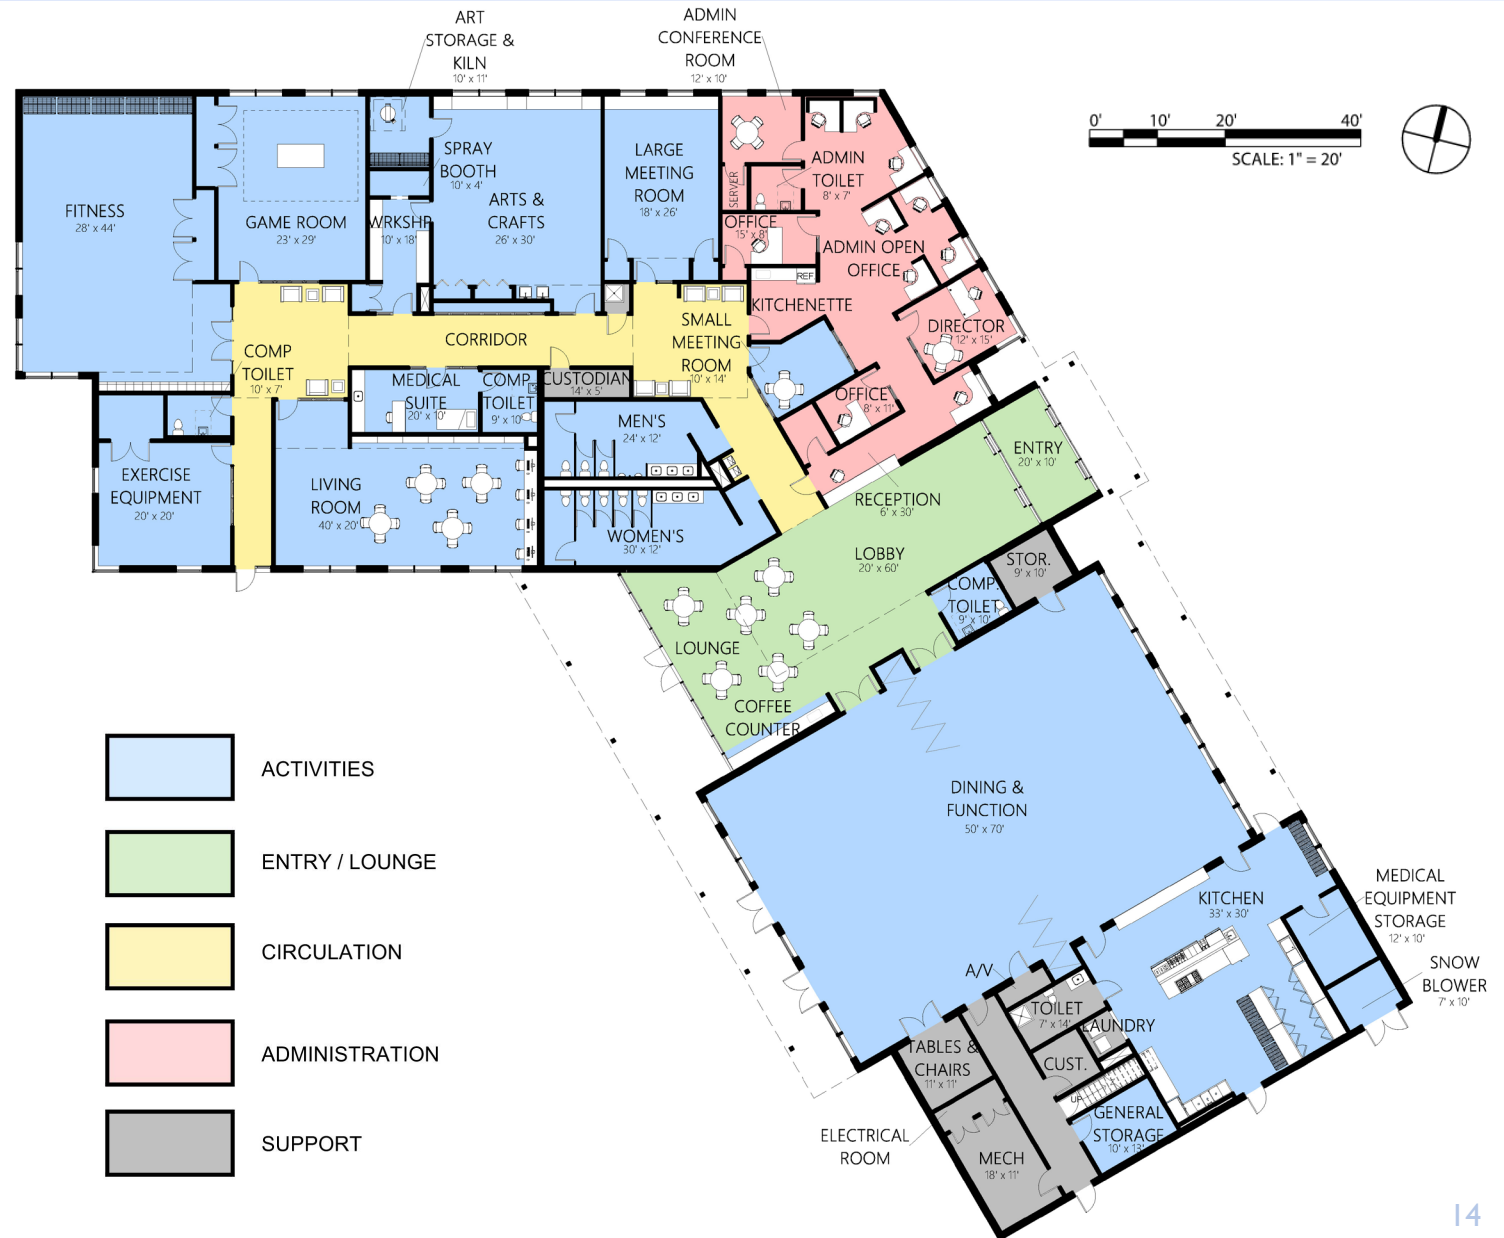 ART
STORAGE &
KILN
10' x 11'
ADMIN
CONFERENCE
ROOM
12' x 10'
0' 10' 20' 40'
SCALE: 1" = 20'
FITNESS
28' x 44'
GAME ROOM
23' x 29'
SPRAY
BOOTH
10' x 4'
WRKSHP
10' x 18'
ARTS &
CRAFTS
26' x 30'
LARGE
MEETING
ROOM
18' x 26'
SERVER
ADMIN
TOILET
8' x 7'
OFFICE
15' x 8'
ADMIN OPEN
OFFICE
REF.
KITCHENETTE
DIRECTOR
12' x 15'
CORRIDOR
SMALL
MEETING
ROOM
10' x 14'
COMP
TOILET
10' x 7'
MEDICAL
SUITE
20' x 10'
COMP
TOILET
9' x 10'
CUSTODIAN
14' x 5'
OFFICE
8' x 11'
MEN'S
24' x 12'
ENTRY
20' x 10'
EXERCISE
EQUIPMENT
20' x 20'
LIVING
ROOM
40' x 20'
RECEPTION
6' x 30'
WOMEN'S
30' x 12'
LOBBY
20' x 60'
STOR.
9' x 10'
COMP.
TOILET
9' x 10'
LOUNGE
COFFEE
COUNTER
ACTIVITIES
ENTRY / LOUNGE
CIRCULATION
ADMINISTRATION
SUPPORT
DINING &
FUNCTION
50' x 70'
KITCHEN
33' x 30'
MEDICAL
EQUIPMENT
STORAGE
12' x 10'
SNOW
BLOWER
7' x 10'
A/V
TOILET
7' x 14'
LAUNDRY
TABLES &
CHAIRS
11' x 11'
CUST.
UP
GENERAL
STORAGE
10' x 13'
ELECTRICAL
ROOM
MECH
18' x 11'
14